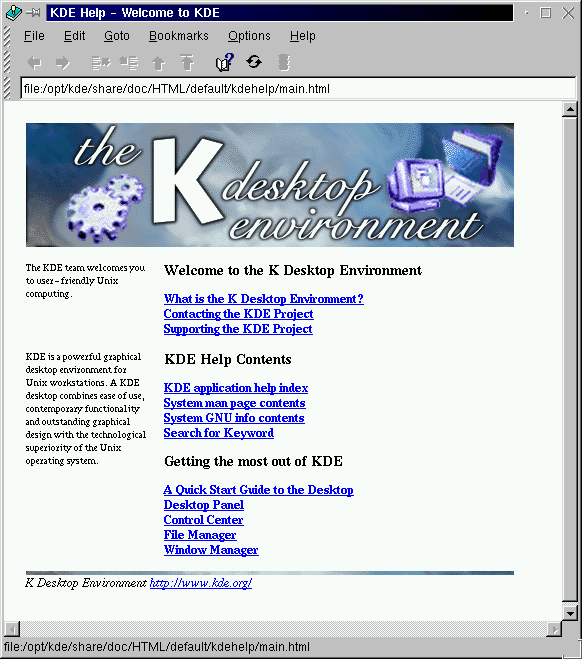 KDE Help - Welcome to KDE
File Edit Goto Bookmarks Options Help
file:/opt/kde/share/doc/HTML/default/kdehelp/main.html
the K desktop environment
The KDE team welcomes you
to user-friendly Unix
computing.
Welcome to the K Desktop Environment
What is the K Desktop Environment?
Contacting the KDE Project
Supporting the KDE Project
KDE is a powerful graphical
desktop environment for
Unix workstations. A KDE
desktop combines ease of use,
contemporary functionality
and outstanding graphical
design with the technological
superiority of the Unix
operating system.
KDE Help Contents
KDE application help index
System man page contents
System GNU info contents
Search for Keyword
Getting the most out of KDE
A Quick Start Guide to the Desktop
Desktop Panel
Control Center
File Manager
Window Manager
K Desktop Environment http://www.kde.org/
file:/opt/kde/share/doc/HTML/default/kdehelp/main.html